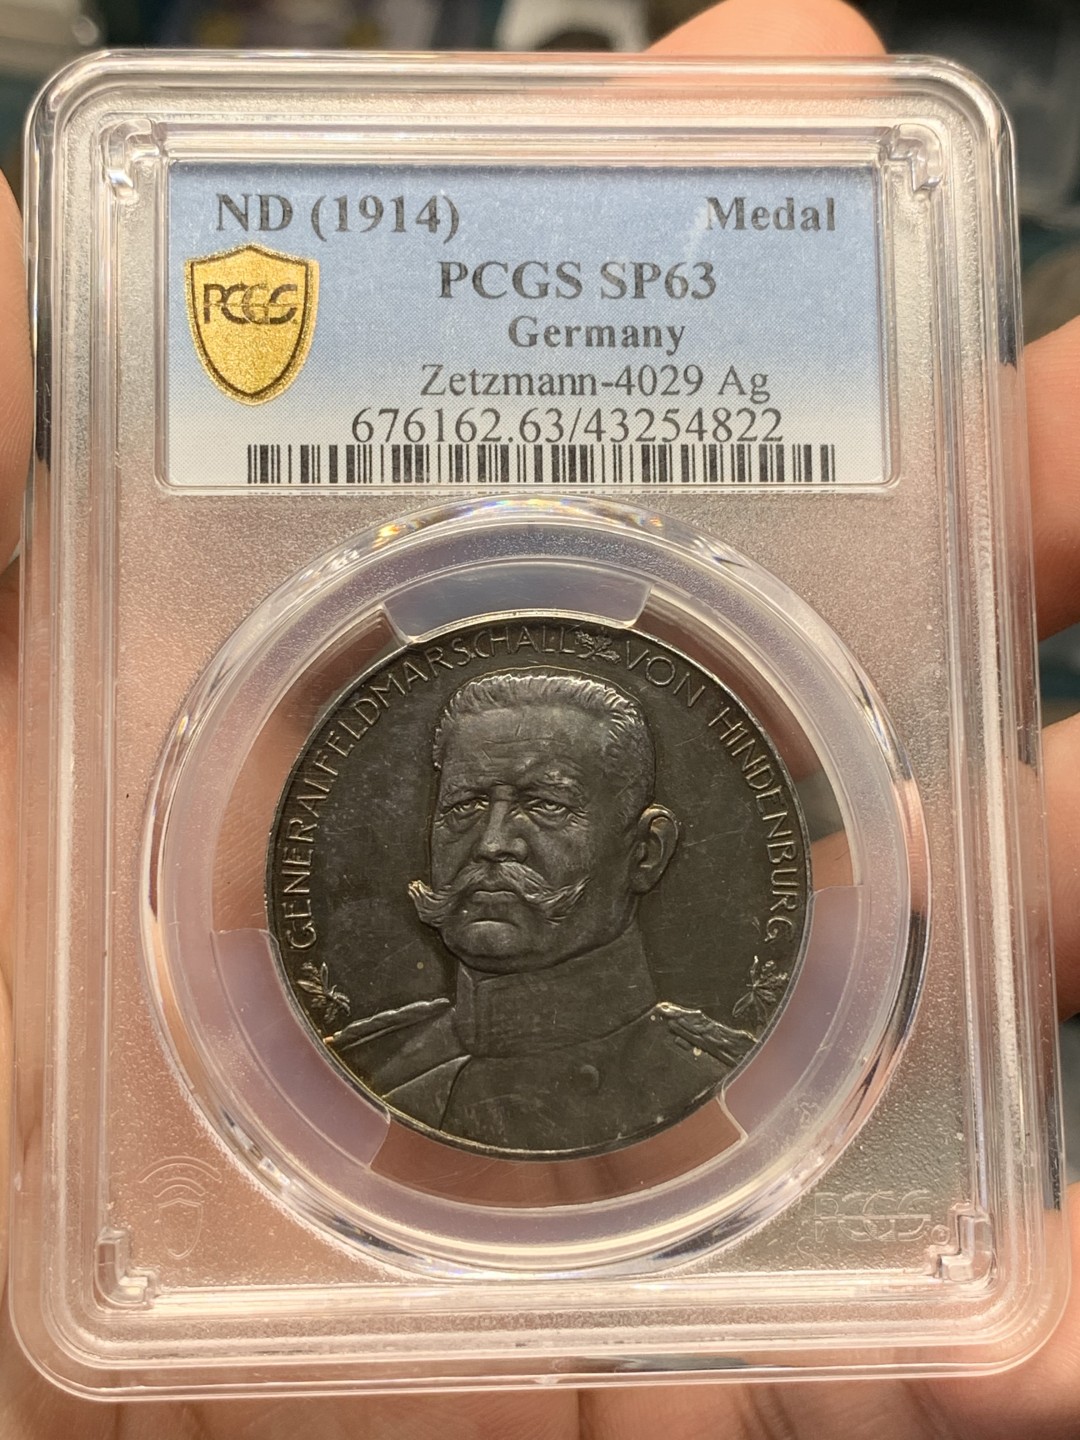 ND (1914) Medal
PCGS SP63
PCGS
Germany
Zetzmann-4029 Ag
676162.63/43254822
GENERALFELDMARSCHALL VON HINDENBURG
PCGS